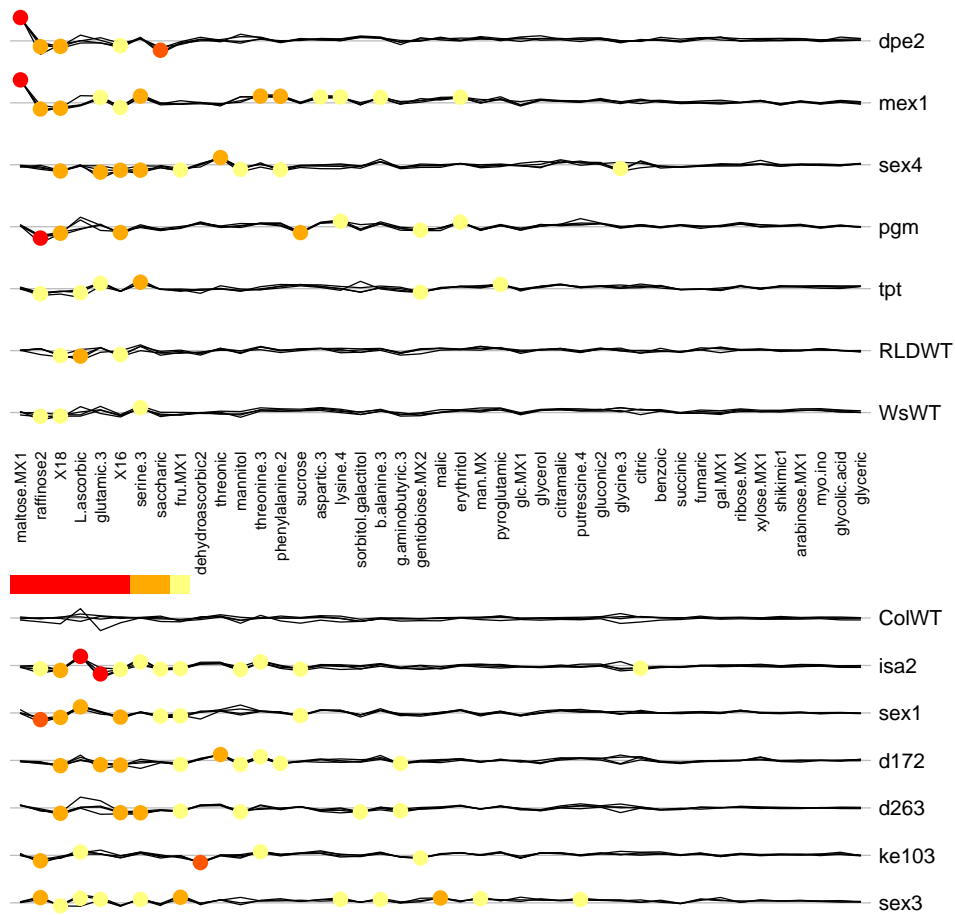 dpe2
mex1
sex4
pgm
tpt
RLDWT
WsWT
maltose.MX1
raffinose2
X18
L.ascorbic
glutamic.3
X16
serine.3
saccharic
fru.MX1
dehydroascorbic2
threonic
mannitol
threonine.3
phenylalanine.2
sucrose
aspartic.3
lysine.4
sorbitol.galactitol
b.alanine.3
g.aminobutyric.3
gentiobiose.MX2
malic
erythritol
man.MX
pyroglutamic
glc.MX1
glycerol
citramalic
putrescine.4
gluconic2
glycine.3
citric
benzoic
succinic
fumaric
gal.MX1
ribose.MX
xylose.MX1
shikimic1
arabinose.MX1
myo.ino
glycolic.acid
glyceric
ColWT
isa2
sex1
d172
d263
ke103
sex3